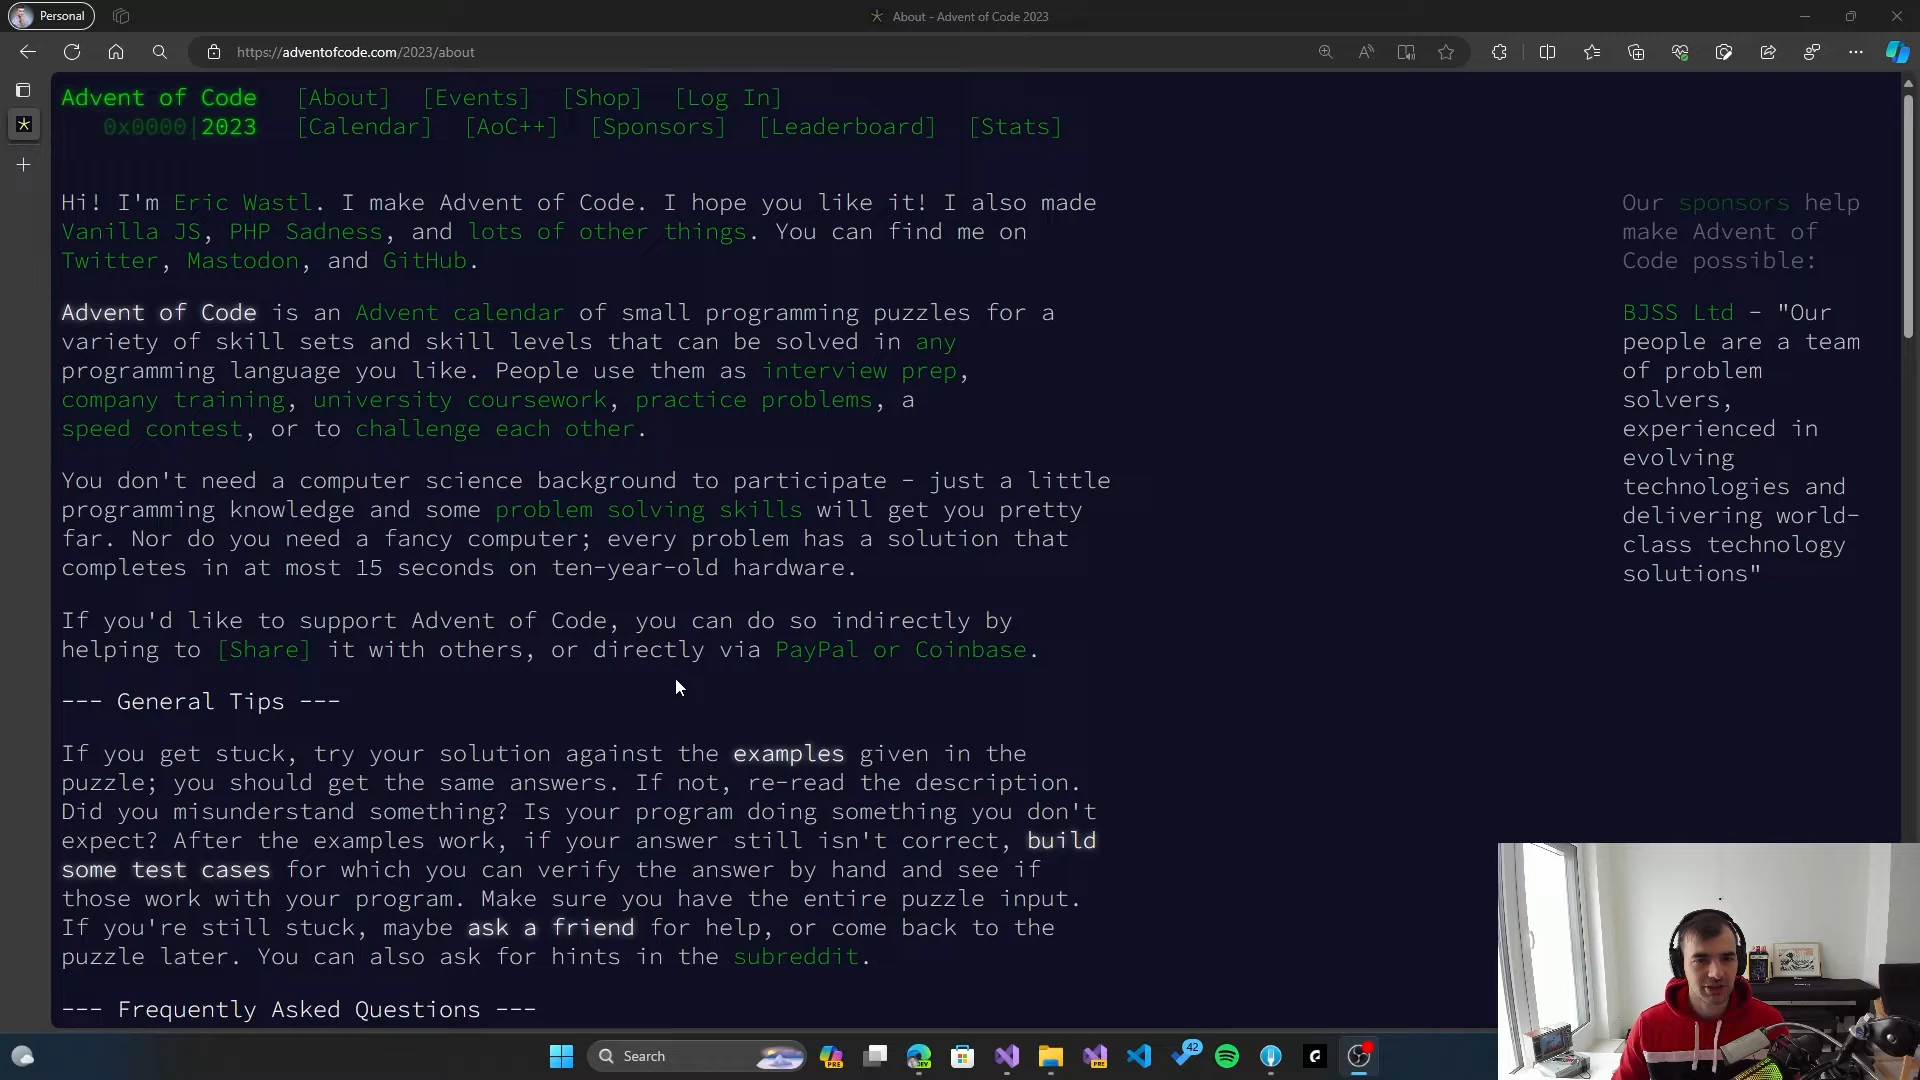 Personal
About - Advent of Code 2023
https://adventofcode.com/2023/about
Advent of Code [About] [Events] [Shop] [Log In]
0x0000|2023 [Calendar] [AoC++] [Sponsors] [Leaderboard] [Stats]
Hi! I'm Eric Wastl. I make Advent of Code. I hope you like it! I also made
Vanilla JS, PHP Sadness, and lots of other things. You can find me on
Twitter, Mastodon, and GitHub.
Advent of Code is an Advent calendar of small programming puzzles for a
variety of skill sets and skill levels that can be solved in any
programming language you like. People use them as interview prep,
company training, university coursework, practice problems, a
speed contest, or to challenge each other.
You don't need a computer science background to participate - just a little
programming knowledge and some problem solving skills will get you pretty
far. Nor do you need a fancy computer; every problem has a solution that
completes in at most 15 seconds on ten-year-old hardware.
If you'd like to support Advent of Code, you can do so indirectly by
helping to [Share] it with others, or directly via PayPal or Coinbase.
--- General Tips ---
If you get stuck, try your solution against the examples given in the
puzzle; you should get the same answers. If not, re-read the description.
Did you misunderstand something? Is your program doing something you don't
expect? After the examples work, if your answer still isn't correct, build
some test cases for which you can verify the answer by hand and see if
those work with your program. Make sure you have the entire puzzle input.
If you're still stuck, maybe ask a friend for help, or come back to the
puzzle later. You can also ask for hints in the subreddit.
--- Frequently Asked Questions ---
Our sponsors help
make Advent of
Code possible:
BJSS Ltd - "Our
people are a team
of problem
solvers,
experienced in
evolving
technologies and
delivering world-
class technology
solutions"
Search
PRE
DEV
PRE
42